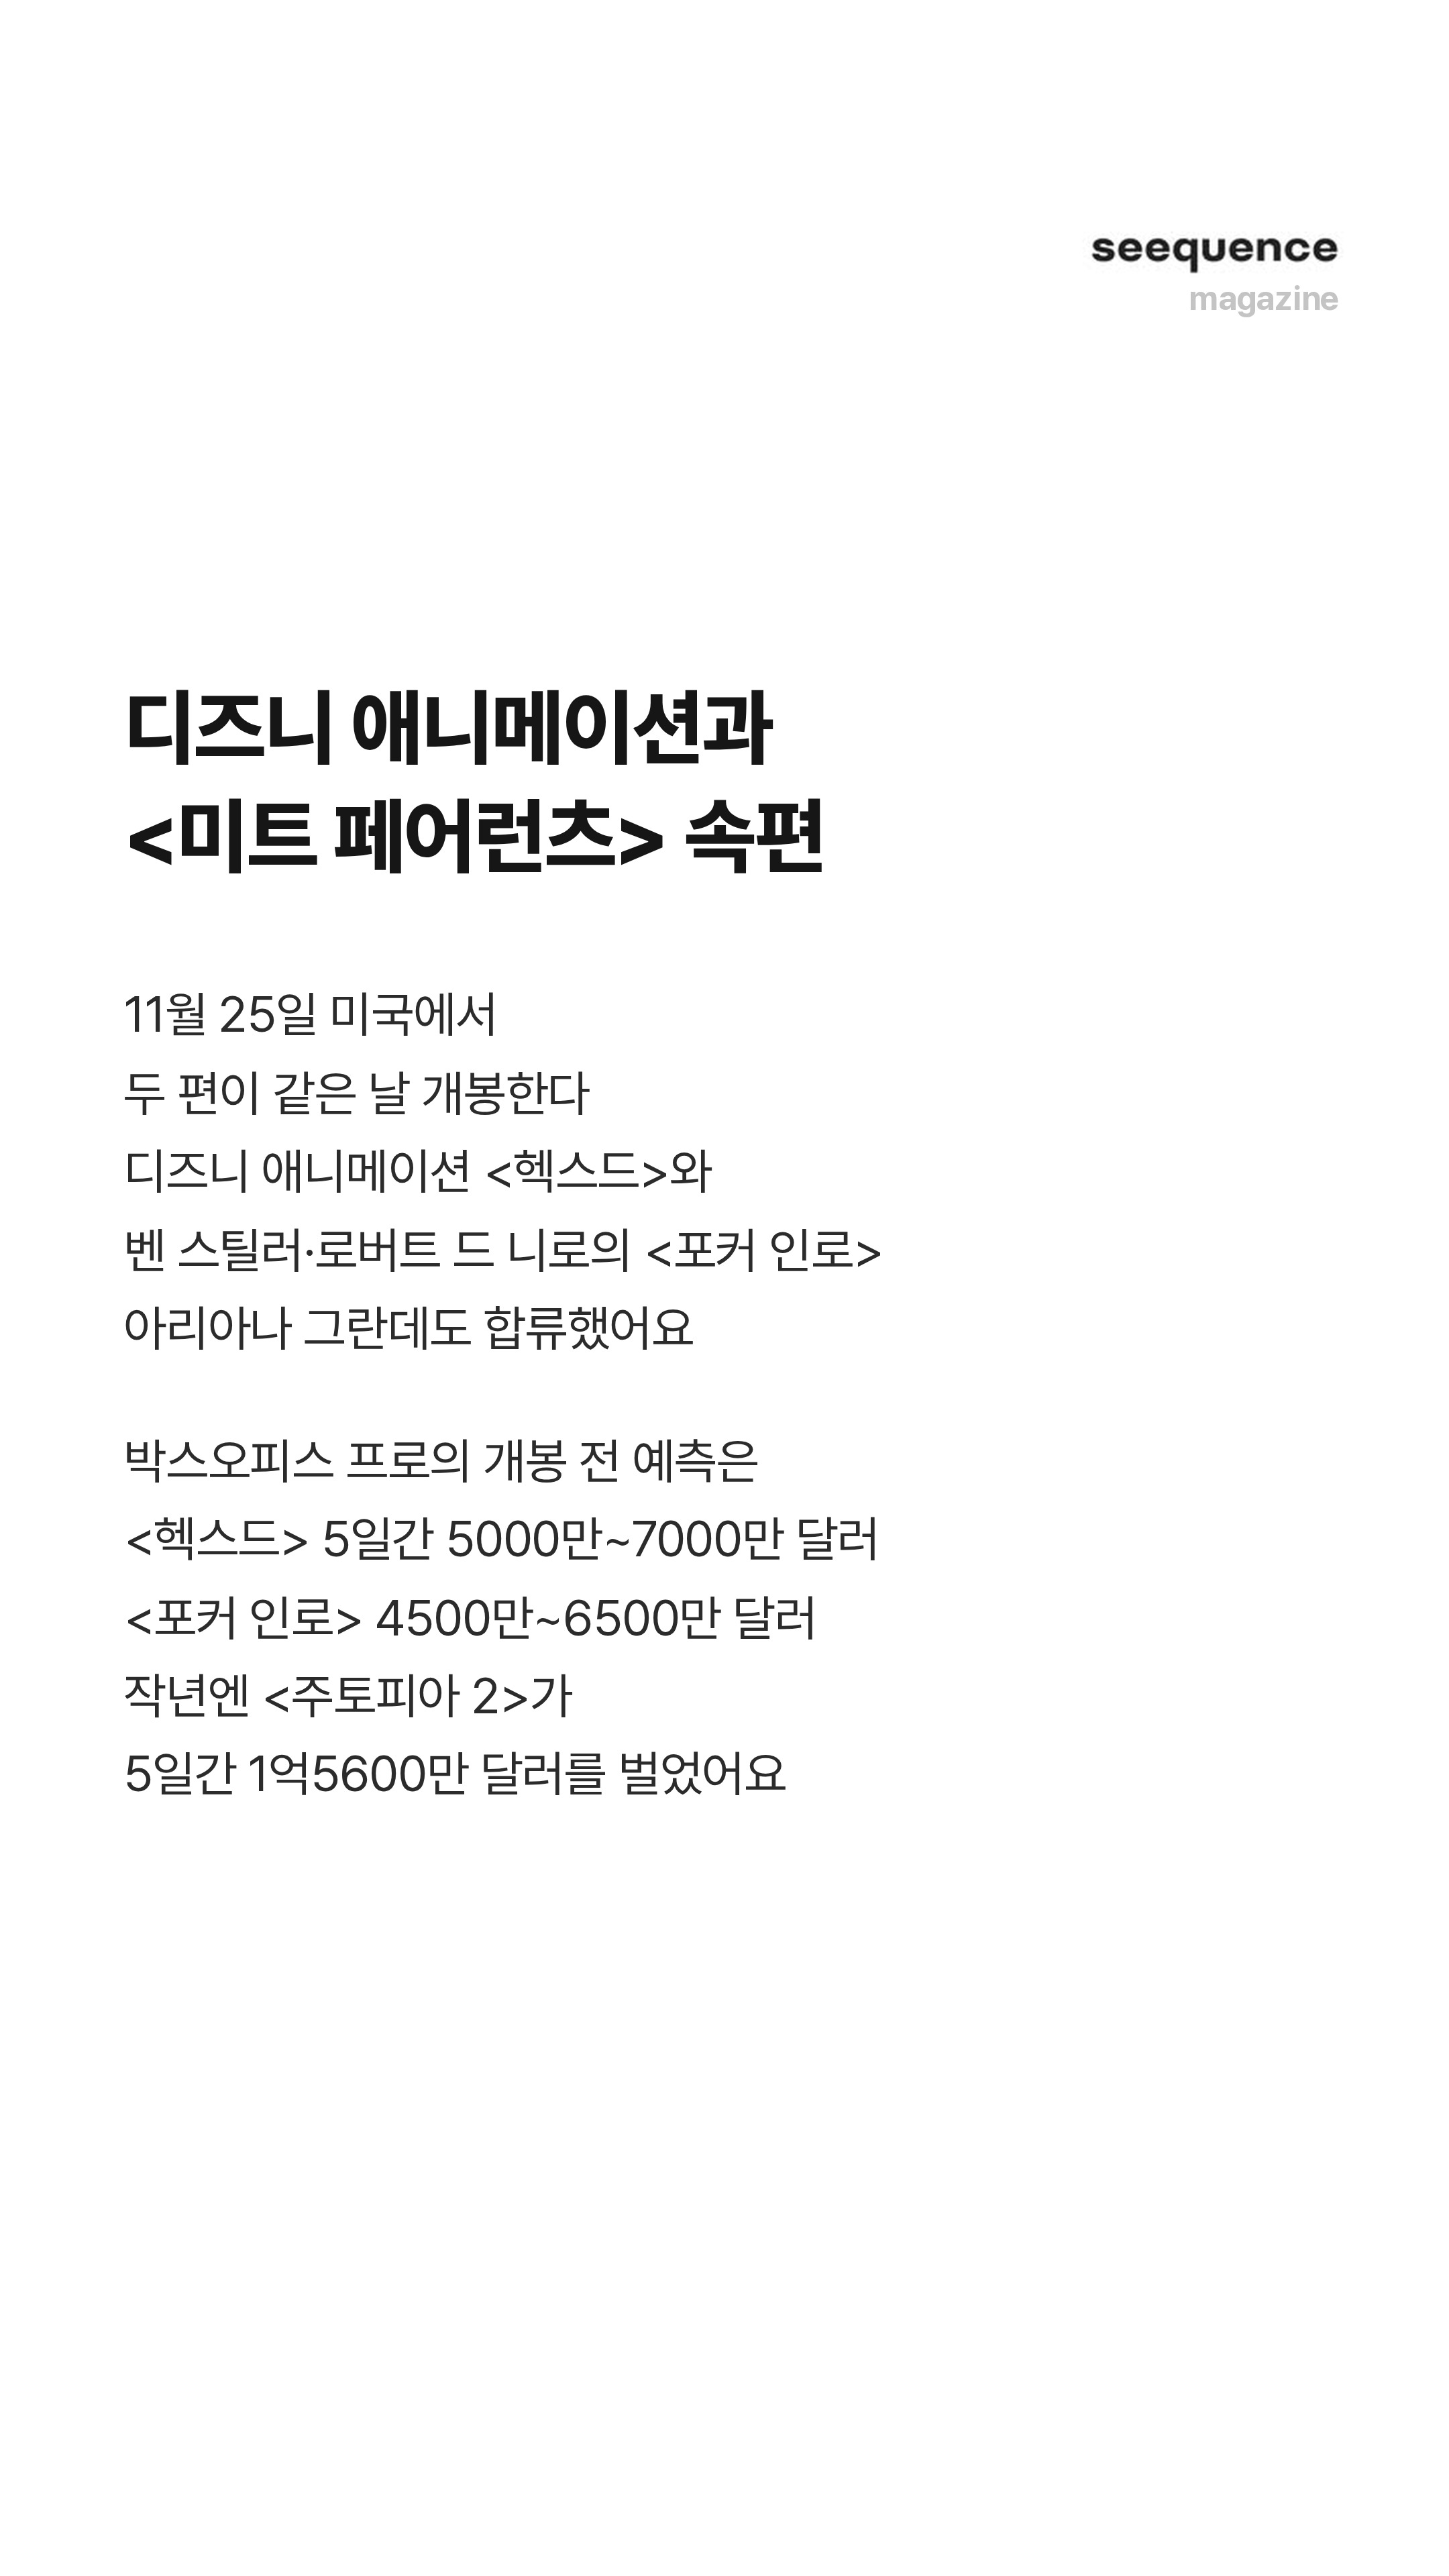 seequence
magazine
디즈니 애니메이션과
<미트 페어런츠> 속편
11월 25일 미국에서
두 편이 같은 날 개봉한다
디즈니 애니메이션 <헥스드>와
벤 스틸러·로버트 드 니로의 <포커 인로>
아리아나 그란데도 합류했어요
박스오피스 프로의 개봉 전 예측은
<헥스드> 5일간 5000만~7000만 달러
<포커 인로> 4500만~6500만 달러
작년엔 <주토피아 2>가
5일간 1억5600만 달러를 벌었어요